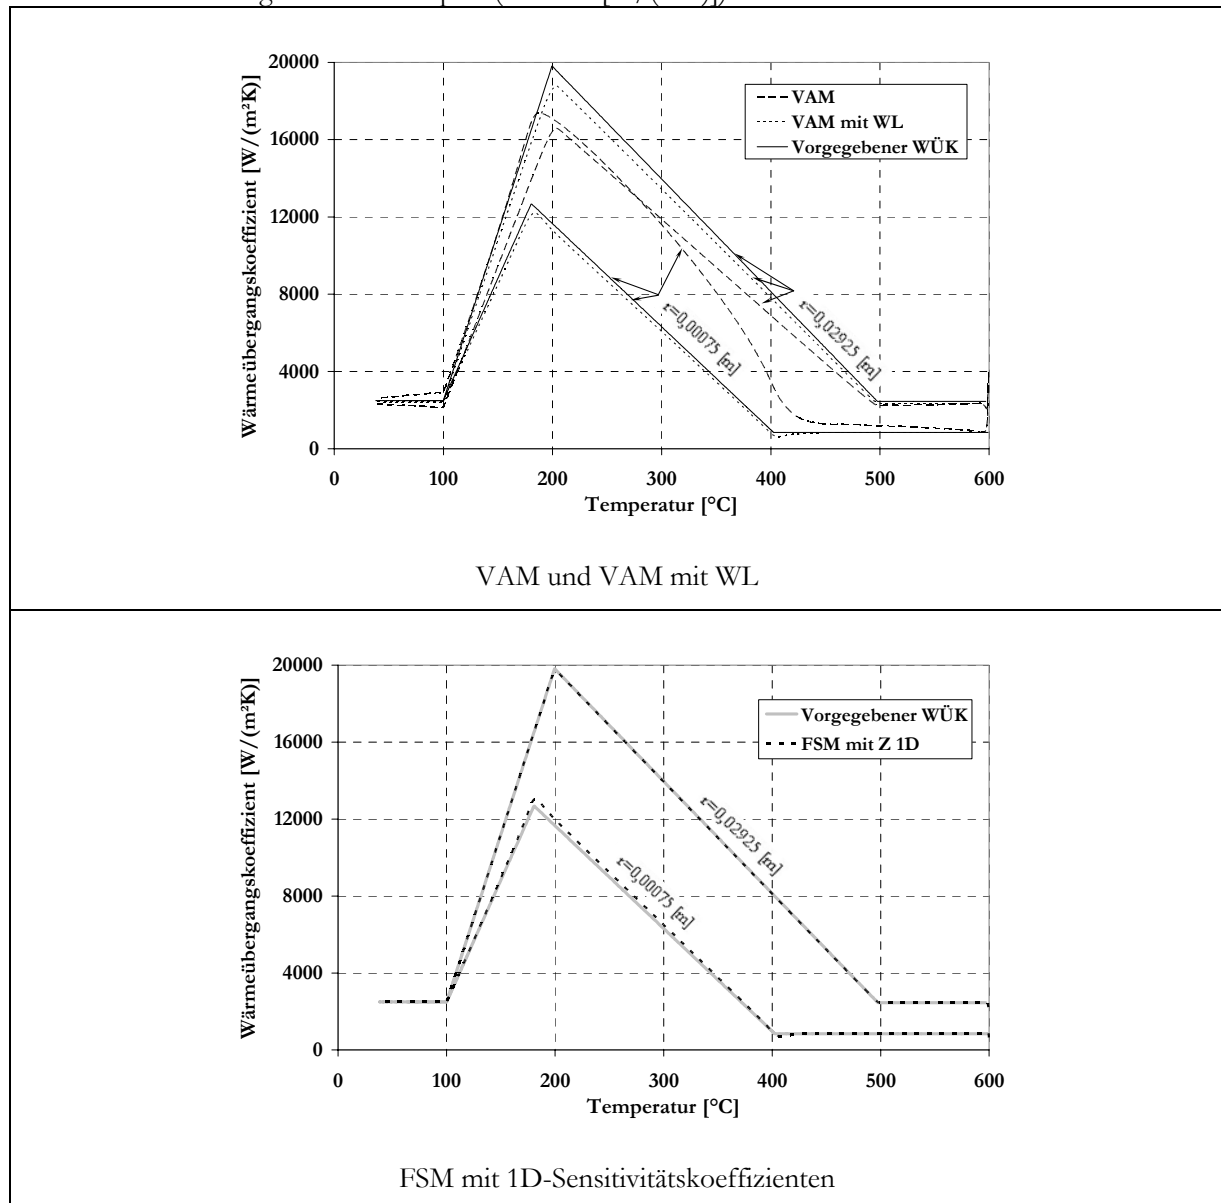 20000
16000
12000
8000
4000
0
Wärmeübergangskoeffizient [W/(m²K)]
VAM
VAM mit WL
Vorgegebener WÜK
r=0,00075 [m]
r=0,02925 [m]
0 100 200 300 400 500 600
Temperatur [°C]
VAM und VAM mit WL
20000
16000
12000
8000
4000
0
Wärmeübergangskoeffizient [W/(m²K)]
Vorgegebener WÜK
FSM mit Z 1D
r=0,02925 [m]
r=0,00075 [m]
0 100 200 300 400 500 600
Temperatur [°C]
FSM mit 1D-Sensitivitätskoeffizienten